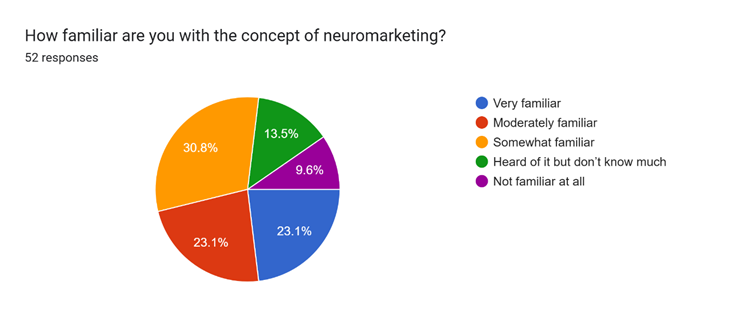 How familiar are you with the concept of neuromarketing?
52 responses
30.8%
13.5%
9.6%
23.1%
23.1%
Very familiar
Moderately familiar
Somewhat familiar
Heard of it but don’t know much
Not familiar at all